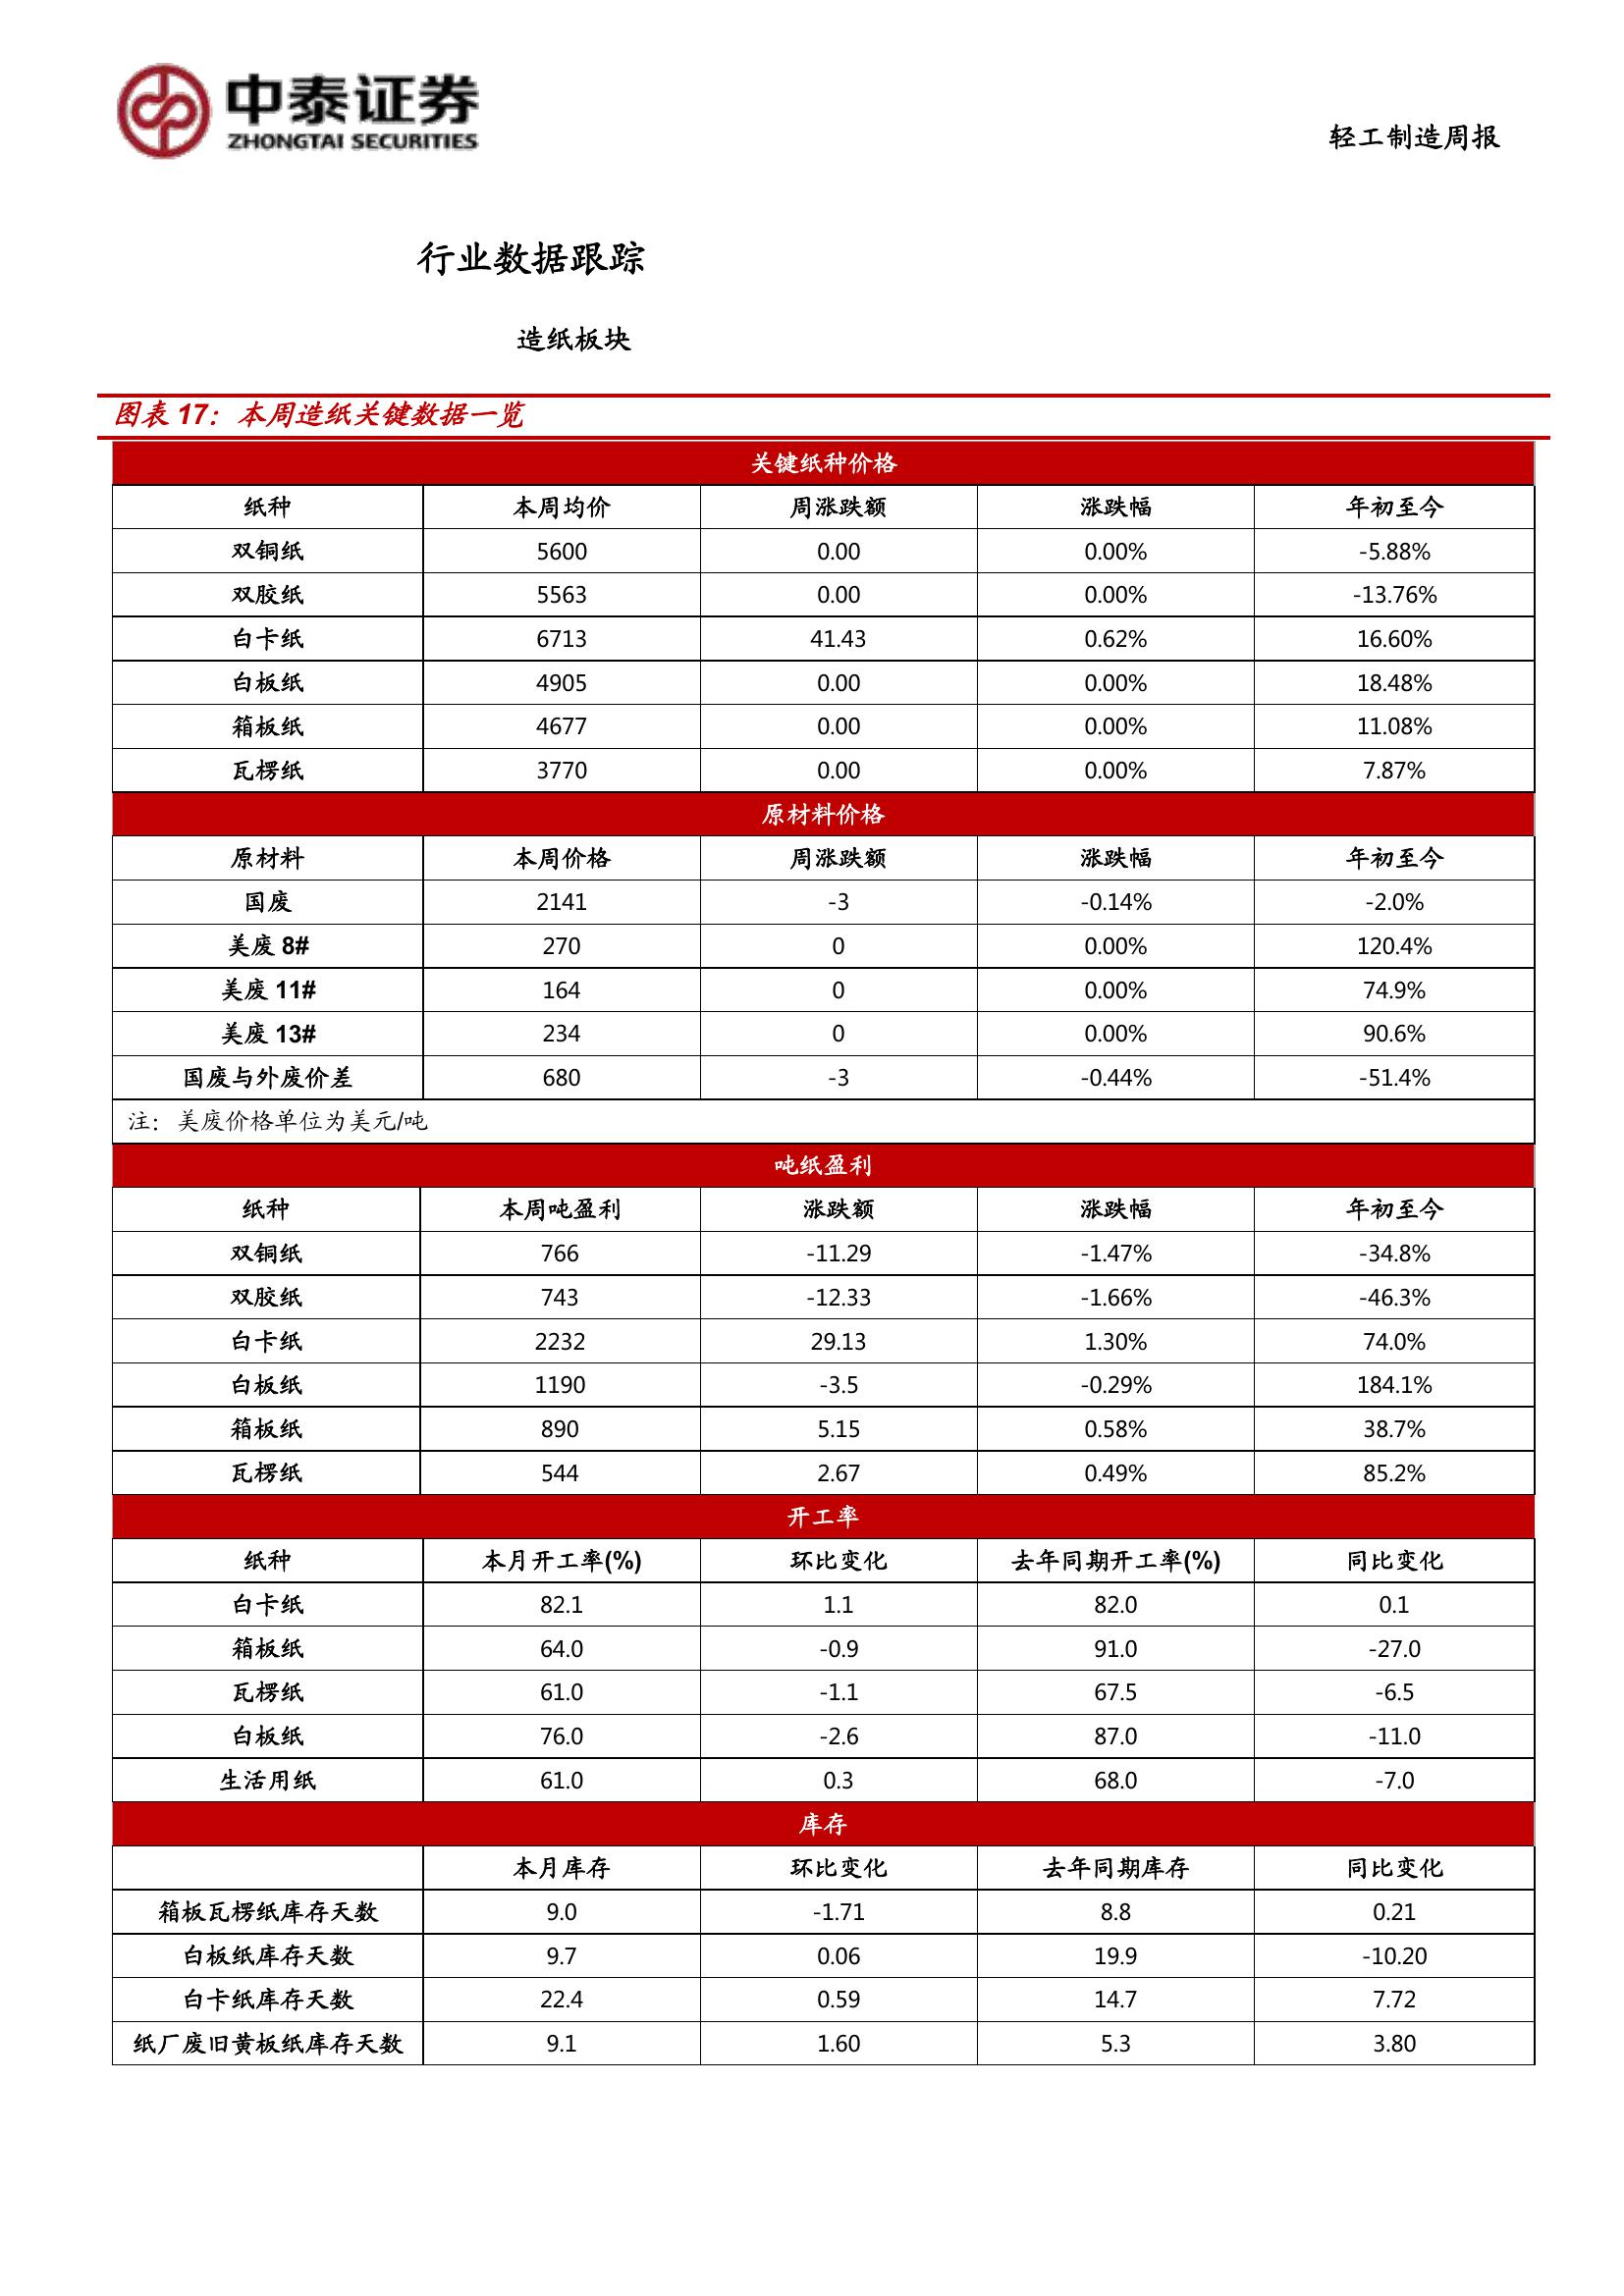 中泰证券
ZHONGTAI SECURITIES
轻工制造周报
行业数据跟踪
造纸板块
图表 17：本周造纸关键数据一览
关键纸种价格
纸种 本周均价 周涨跌额 涨跌幅 年初至今
双铜纸 5600 0.00 0.00% -5.88%
双胶纸 5563 0.00 0.00% -13.76%
白卡纸 6713 41.43 0.62% 16.60%
白板纸 4905 0.00 0.00% 18.48%
箱板纸 4677 0.00 0.00% 11.08%
瓦楞纸 3770 0.00 0.00% 7.87%
原材料价格
原材料 本周价格 周涨跌额 涨跌幅 年初至今
国废 2141 -3 -0.14% -2.0%
美废 8# 270 0 0.00% 120.4%
美废 11# 164 0 0.00% 74.9%
美废 13# 234 0 0.00% 90.6%
国废与外废价差 680 -3 -0.44% -51.4%
注：美废价格单位为美元/吨
吨纸盈利
纸种 本周吨盈利 涨跌额 涨跌幅 年初至今
双铜纸 766 -11.29 -1.47% -34.8%
双胶纸 743 -12.33 -1.66% -46.3%
白卡纸 2232 29.13 1.30% 74.0%
白板纸 1190 -3.5 -0.29% 184.1%
箱板纸 890 5.15 0.58% 38.7%
瓦楞纸 544 2.67 0.49% 85.2%
开工率
纸种 本月开工率(%) 环比变化 去年同期开工率(%) 同比变化
白卡纸 82.1 1.1 82.0 0.1
箱板纸 64.0 -0.9 91.0 -27.0
瓦楞纸 61.0 -1.1 67.5 -6.5
白板纸 76.0 -2.6 87.0 -11.0
生活用纸 61.0 0.3 68.0 -7.0
库存
本月库存 环比变化 去年同期库存 同比变化
箱板瓦楞纸库存天数 9.0 -1.71 8.8 0.21
白板纸库存天数 9.7 0.06 19.9 -10.20
白卡纸库存天数 22.4 0.59 14.7 7.72
纸厂废旧黄板纸库存天数 9.1 1.60 5.3 3.80